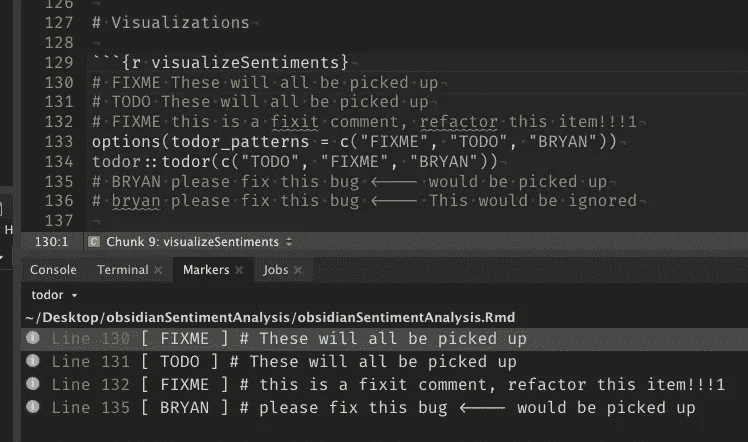 126
127 # Visualizations
128
129 ```{r visualizeSentiments}
130 # FIXME These will all be picked up
131 # TODO These will all be picked up
132 # FIXME this is a fixit comment, refactor this item!!!1
133 options(todor_patterns = c("FIXME", "TODO", "BRYAN"))
134 todor::todor(c("TODO", "FIXME", "BRYAN"))
135 # BRYAN please fix this bug <---- would be picked up
136 # bryan please fix this bug <---- This would be ignored
137
H
130:1 C Chunk 9: visualizeSentiments
Console Terminal Markers Jobs
todor
~/Desktop/obsidianSentimentAnalysis/obsidianSentimentAnalysis.Rmd
Line 130 [ FIXME ] # These will all be picked up
Line 131 [ TODO ] # These will all be picked up
Line 132 [ FIXME ] # this is a fixit comment, refactor this item!!!1
Line 135 [ BRYAN ] # please fix this bug <---- would be picked up